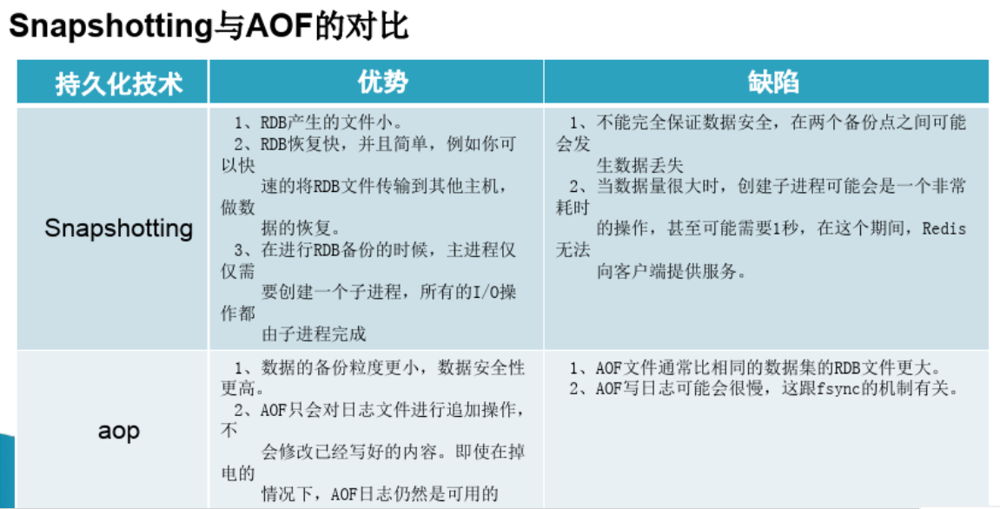 Snapshotting与AOF的对比
持久化技术
优势
缺陷
Snapshotting
1、RDB产生的文件小。
2、RDB恢复快，并且简单，例如你可
以快
速的将RDB文件传输到其他主机，
做数
据的恢复。
3、在进行RDB备份的时候，主进程仅
仅需
要创建一个子进程，所有的I/O操
作都
由子进程完成
1、不能完全保证数据安全，在两个备份点之间可能
会发
生数据丢失
2、当数据量很大时，创建子进程可能会是一个非常
耗时
的操作，甚至可能需要1秒，在这个期间，Redis
无法
向客户端提供服务。
aop
1、数据的备份粒度更小，数据安全性
更高。
2、AOF只会对日志文件进行追加操作，
不
会修改已经写好的内容。即使在掉
电的
情况下，AOF日志仍然是可用的
1、AOF文件通常比相同的数据集的RDB文件更大。
2、AOF写日志可能会很慢，这跟fsync的机制有关。